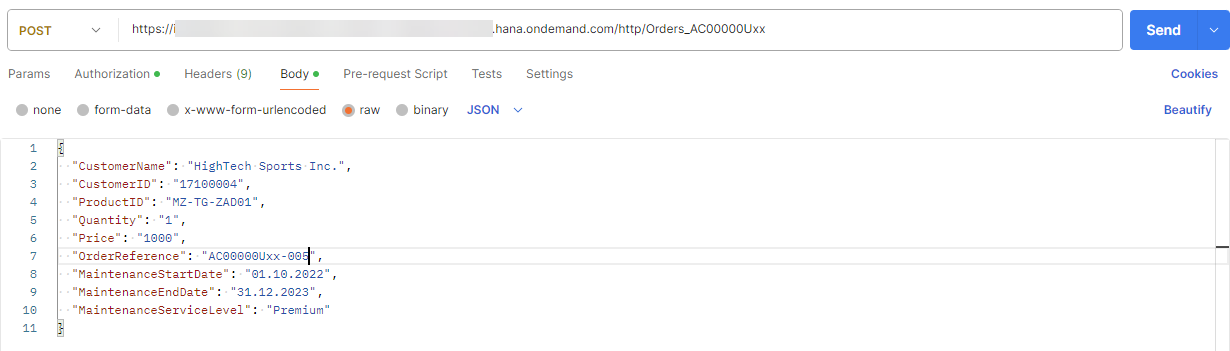 POST https://i .hana.ondemand.com/http/Orders_AC00000Uxx Send
Params Authorization Headers (9) Body Pre-request Script Tests Settings Cookies
none form-data x-www-form-urlencoded raw binary JSON Beautify
1 {
2 "CustomerName": "HighTech Sports Inc.",
3 "CustomerID": "17100004",
4 "ProductID": "MZ-TG-ZAD01",
5 "Quantity": "1",
6 "Price": "1000",
7 "OrderReference": "AC00000Uxx-005",
8 "MaintenanceStartDate": "01.10.2022",
9 "MaintenanceEndDate": "31.12.2023",
10 "MaintenanceServiceLevel": "Premium"
11 }